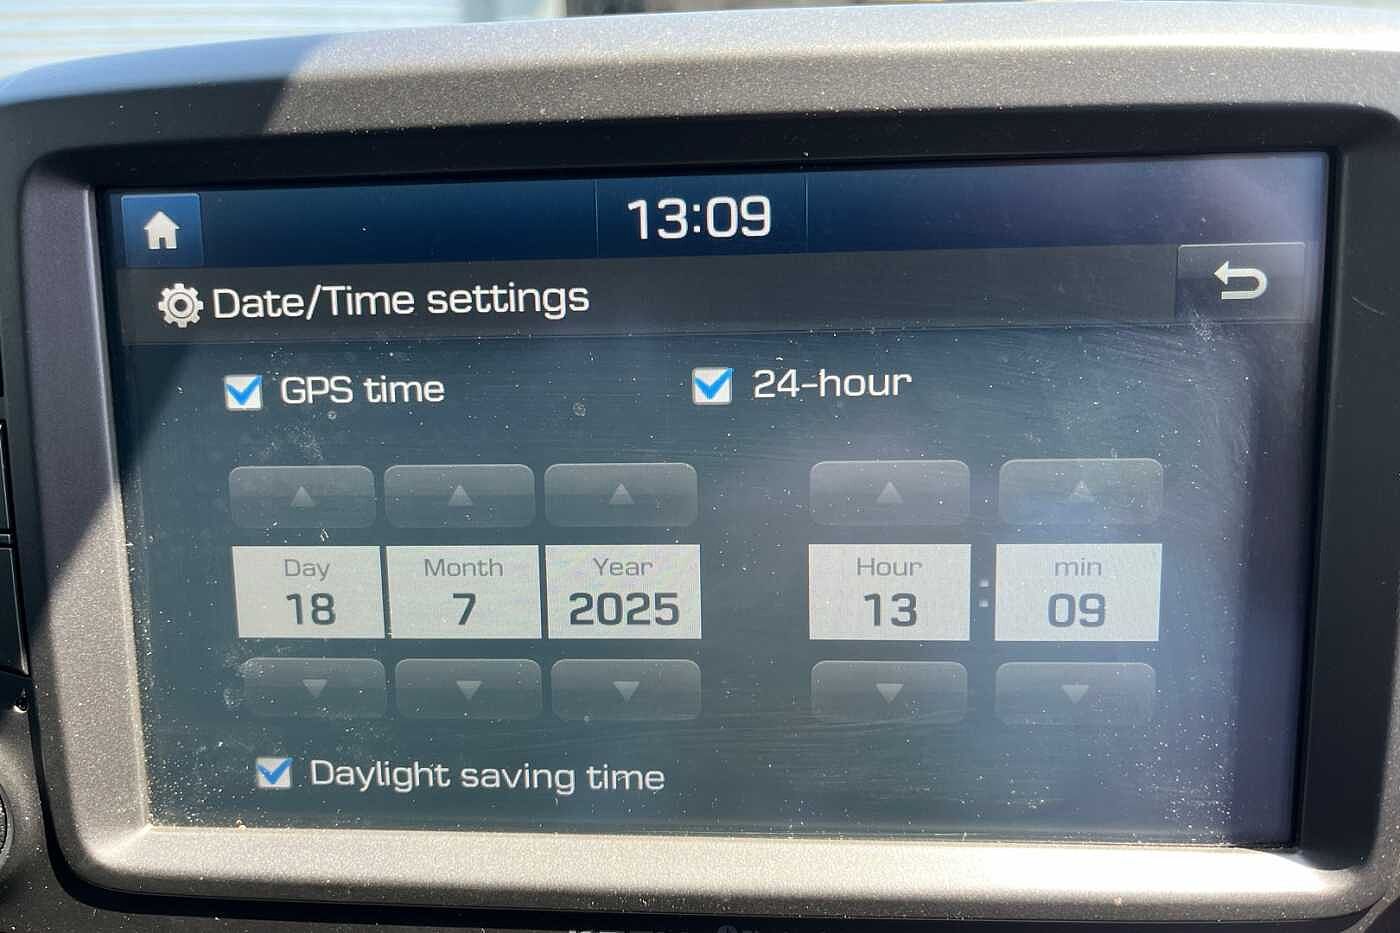 13:09
Date/Time settings
GPS time 24-hour
Day Month Year Hour min
18 7 2025 13 : 09
Daylight saving time